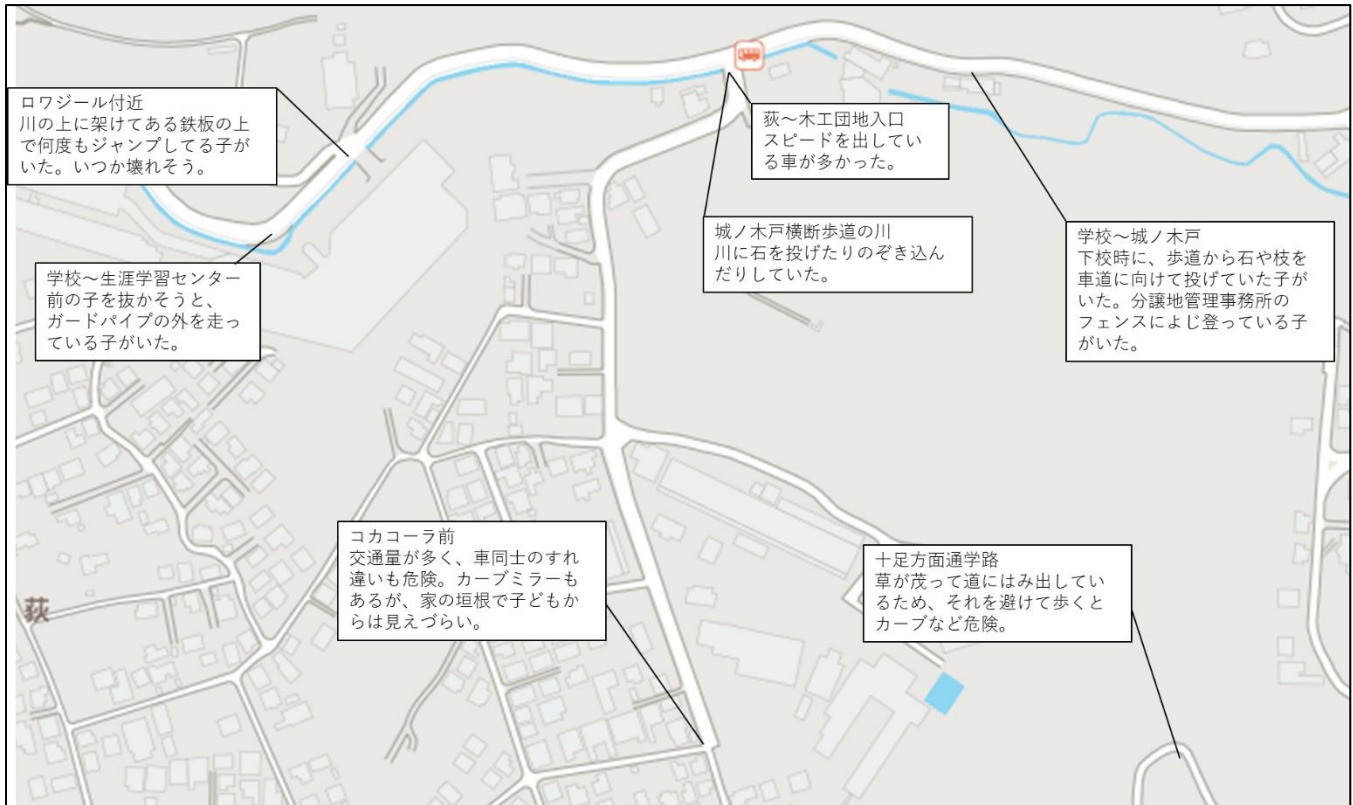 ロワジール付近
川の上に架けてある鉄板の上
で何度もジャンプしてる子が
いた。いつか壊れそう。
荻～木工団地入口
スピードを出してい
る車が多かった。
城ノ木戸横断歩道の川
川に石を投げたりのぞき込ん
だりしていた。
学校～城ノ木戸
下校時に、歩道から石や枝を
車道に向けて投げていた子が
いた。分譲地管理事務所の
フェンスによじ登っている子
がいた。
学校～生涯学習センター
前の子を抜かそうと、
ガードパイプの外を走っ
ている子がいた。
コカコーラ前
交通量が多く、車同士のすれ
違いも危険。カーブミラーも
あるが、家の垣根で子どもか
らは見えづらい。
十足方面通学路
草が茂って道にはみ出してい
るため、それを避けて歩くと
カーブなど危険。
荻